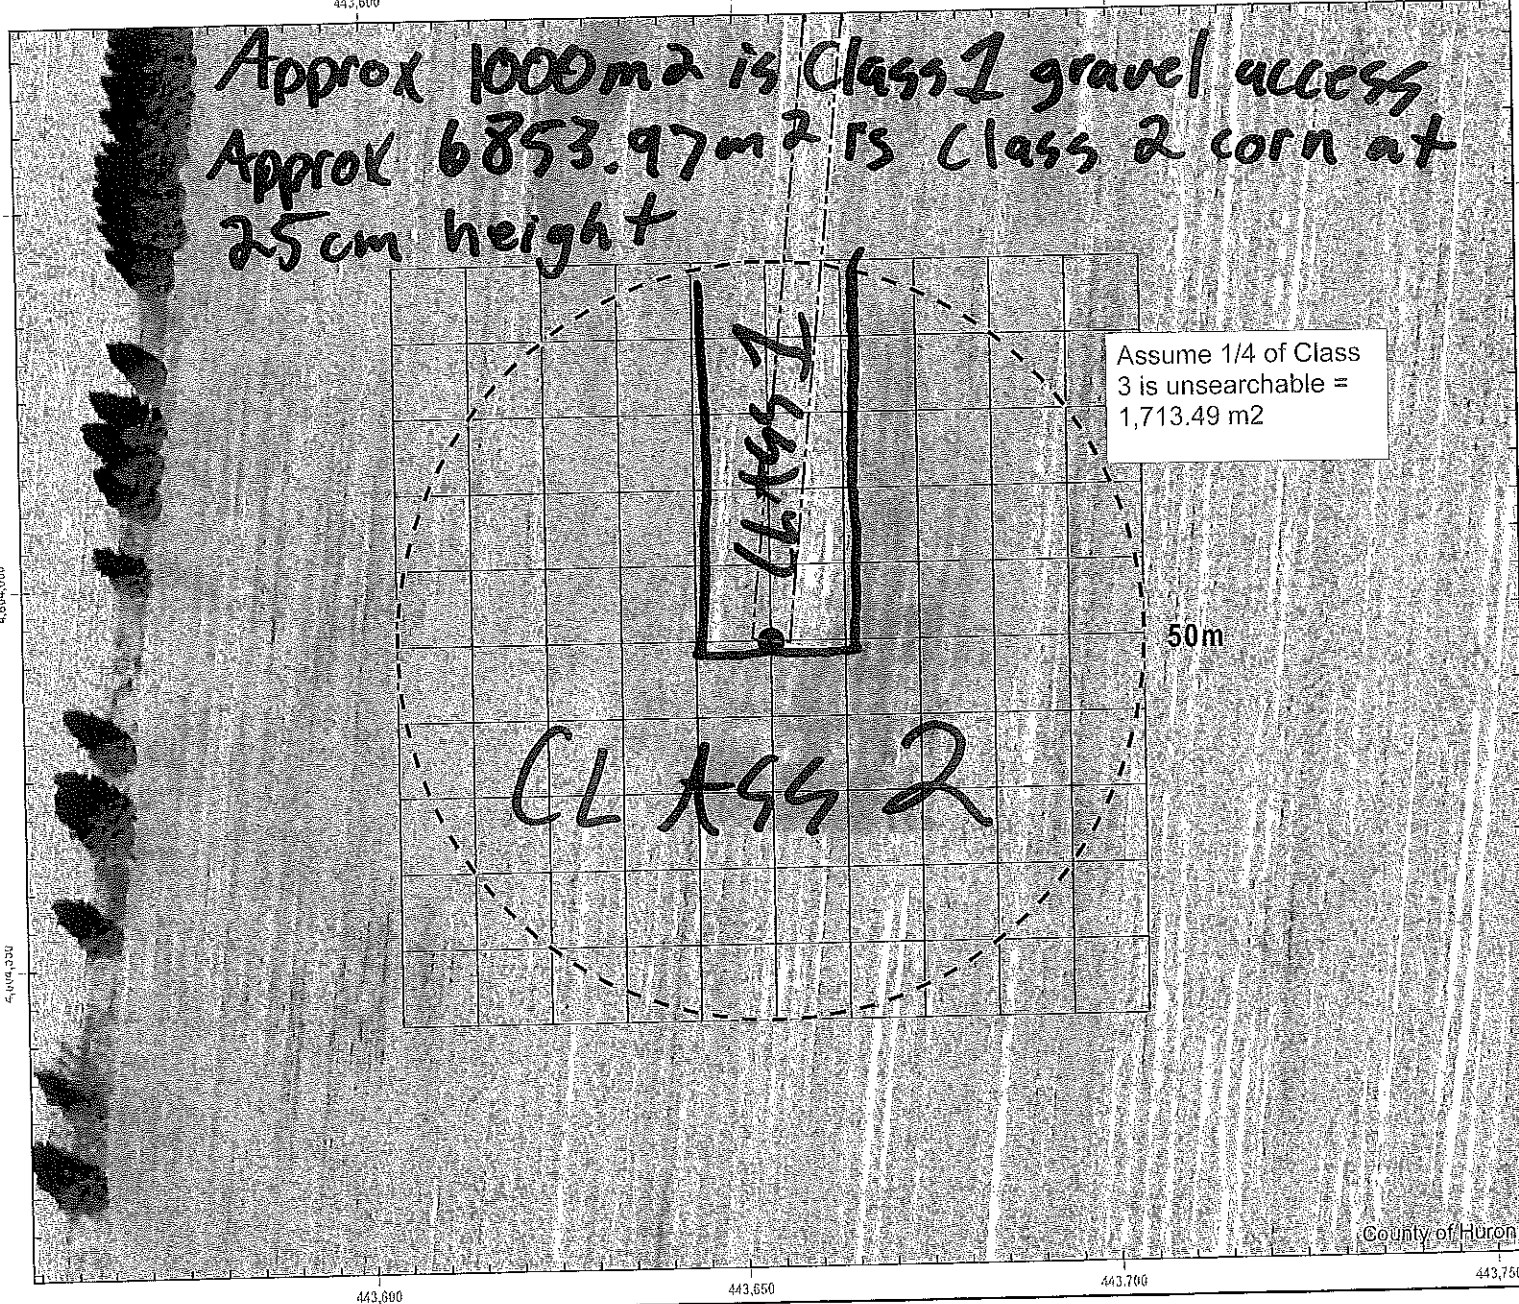 443,600
Approx 1000m2 is Class 1 gravel access
Approx 6853.97m2 is Class 2 corn at
25cm height
CLASS 1
Assume 1/4 of Class
3 is unsearchable =
1,713.49 m2
50m
CLASS 2
County of Huron
443,600
443,650
443,700
443,750